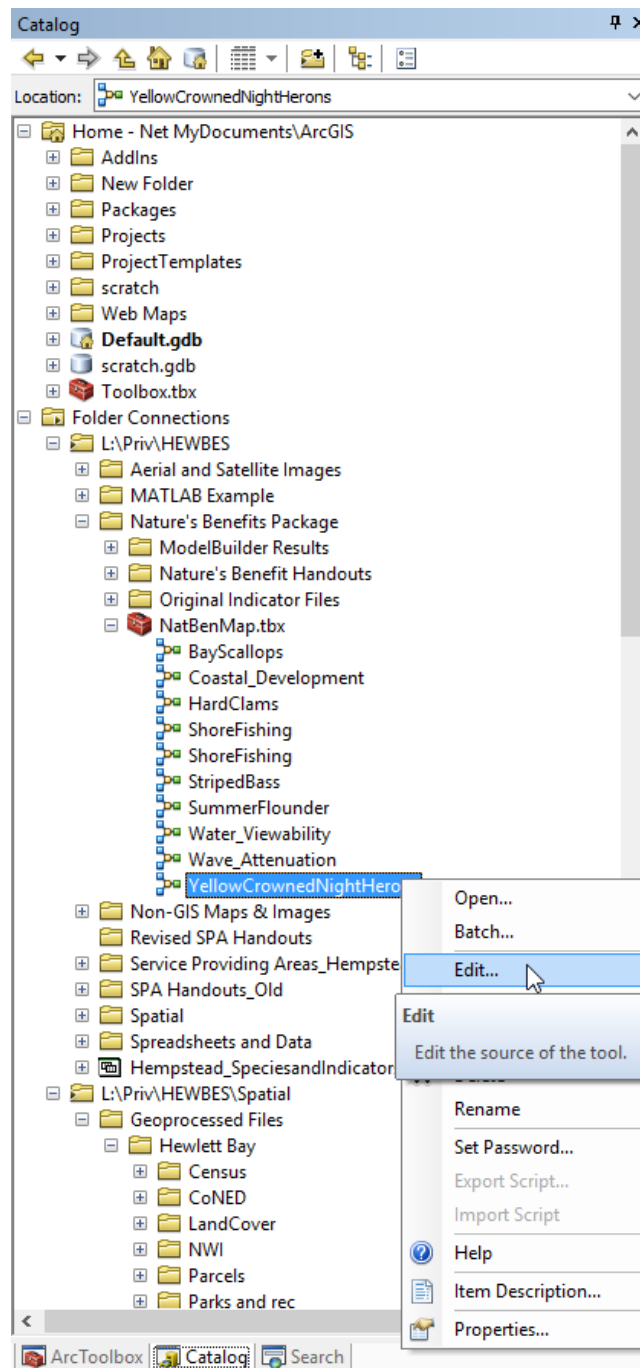 Catalog
Location: YellowCrownedNightHerons
Home - Net MyDocuments\ArcGIS
AddIns
New Folder
Packages
Projects
ProjectTemplates
scratch
Web Maps
Default.gdb
scratch.gdb
Toolbox.tbx
Folder Connections
L:\Priv\HEWBES
Aerial and Satellite Images
MATLAB Example
Nature's Benefits Package
ModelBuilder Results
Nature's Benefit Handouts
Original Indicator Files
NatBenMap.tbx
BayScallops
Coastal_Development
HardClams
ShoreFishing
ShoreFishing
StripedBass
SummerFlounder
Water_Viewability
Wave_Attenuation
YellowCrownedNightHero
Open...
Non-GIS Maps & Images
Batch...
Revised SPA Handouts
Service Providing Areas_Hempste
Edit...
SPA Handouts_Old
Spatial
Edit
Spreadsheets and Data
Edit the source of the tool.
Hempstead_SpeciesandIndicator
L:\Priv\HEWBES\Spatial
Delete
Geoprocessed Files
Rename
Hewlett Bay
Set Password...
Census
CoNED
Export Script...
LandCover
Import Script
NWI
Help
Parcels
Item Description...
Parks and rec
Properties...
ArcToolbox Catalog Search